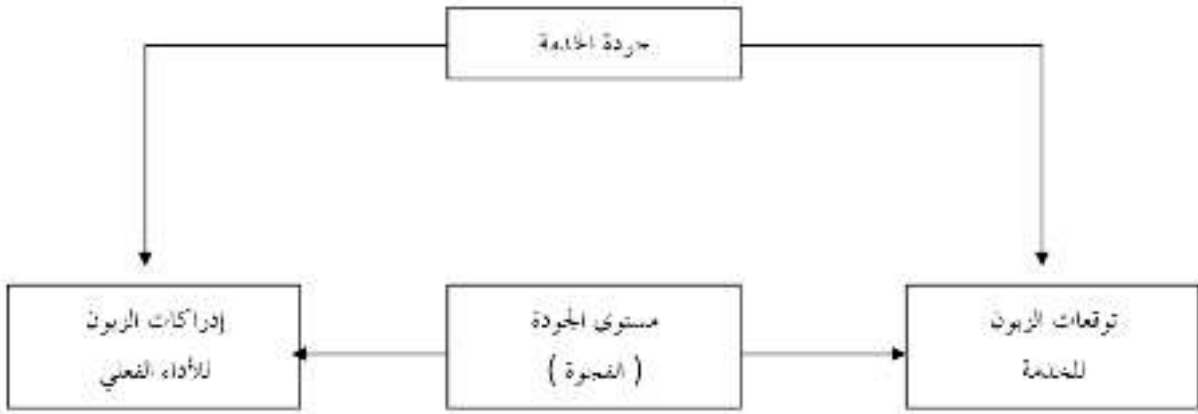 جودة الخدمة
توقعات الزبون
للخدمة
مستوى الجودة
( الفجوة )
إدراكات الزبون
للأداء الفعلي